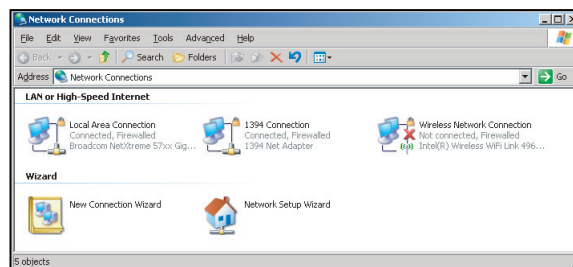 Network Connections
File Edit View Favorites Tools Advanced Help
Back Search Folders
Address Network Connections Go
LAN or High-Speed Internet
Local Area Connection
Connected, Firewalled
Broadcom NetXtreme 57xx Gig...
1394 Connection
Connected, Firewalled
1394 Net Adapter
Wireless Network Connection
Not connected, Firewalled
Intel(R) Wireless WiFi Link 496...
Wizard
New Connection Wizard
Network Setup Wizard
5 objects